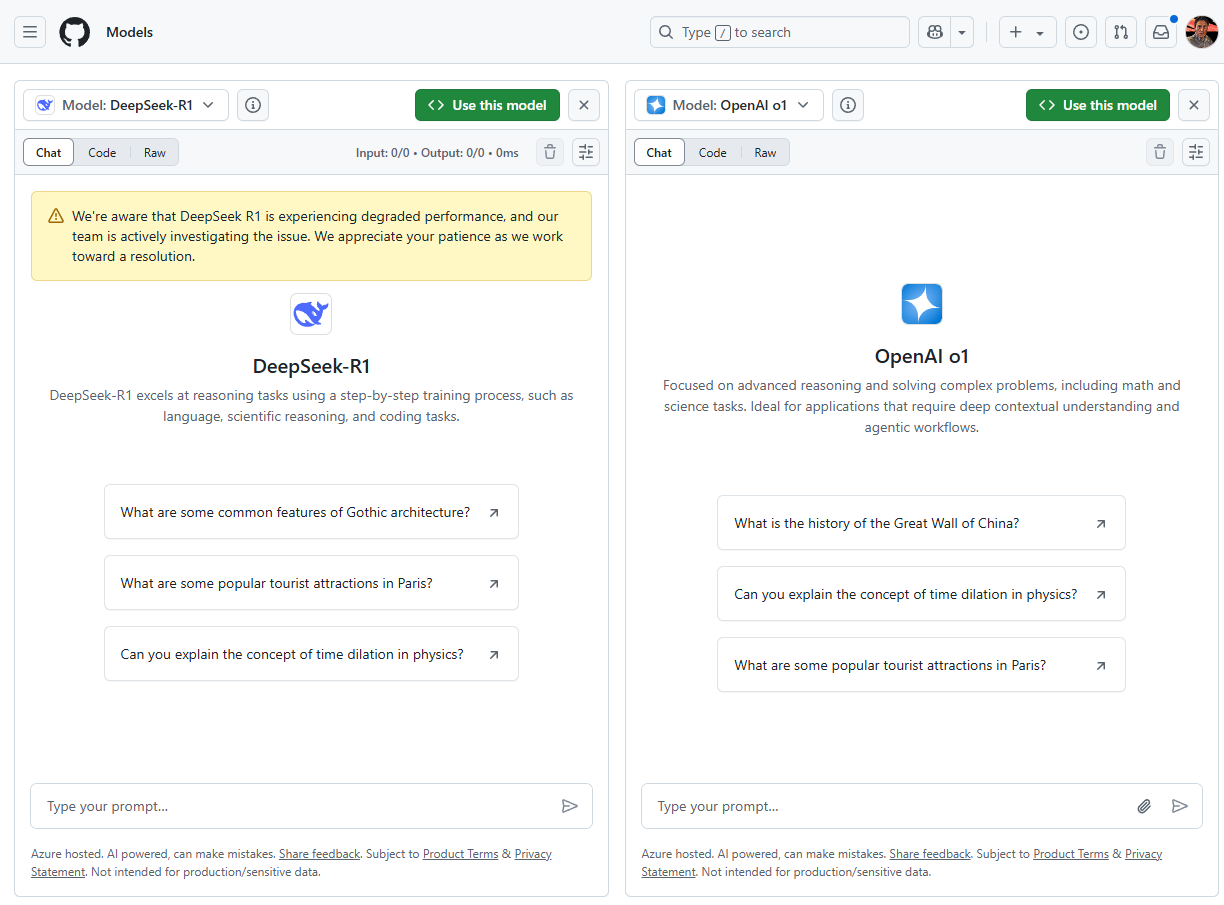 Models
Type / to search
Model: DeepSeek-R1
Use this model
Chat
Code
Raw
Input: 0/0 • Output: 0/0 • 0ms
We're aware that DeepSeek R1 is experiencing degraded performance, and our
team is actively investigating the issue. We appreciate your patience as we work
toward a resolution.
DeepSeek-R1
DeepSeek-R1 excels at reasoning tasks using a step-by-step training process, such as
language, scientific reasoning, and coding tasks.
What are some common features of Gothic architecture?
What are some popular tourist attractions in Paris?
Can you explain the concept of time dilation in physics?
Type your prompt...
Azure hosted. AI powered, can make mistakes. Share feedback. Subject to Product Terms & Privacy
Statement. Not intended for production/sensitive data.
Model: OpenAI o1
Use this model
Chat
Code
Raw
OpenAI o1
Focused on advanced reasoning and solving complex problems, including math and
science tasks. Ideal for applications that require deep contextual understanding and
agentic workflows.
What is the history of the Great Wall of China?
Can you explain the concept of time dilation in physics?
What are some popular tourist attractions in Paris?
Type your prompt...
Azure hosted. AI powered, can make mistakes. Share feedback. Subject to Product Terms & Privacy
Statement. Not intended for production/sensitive data.